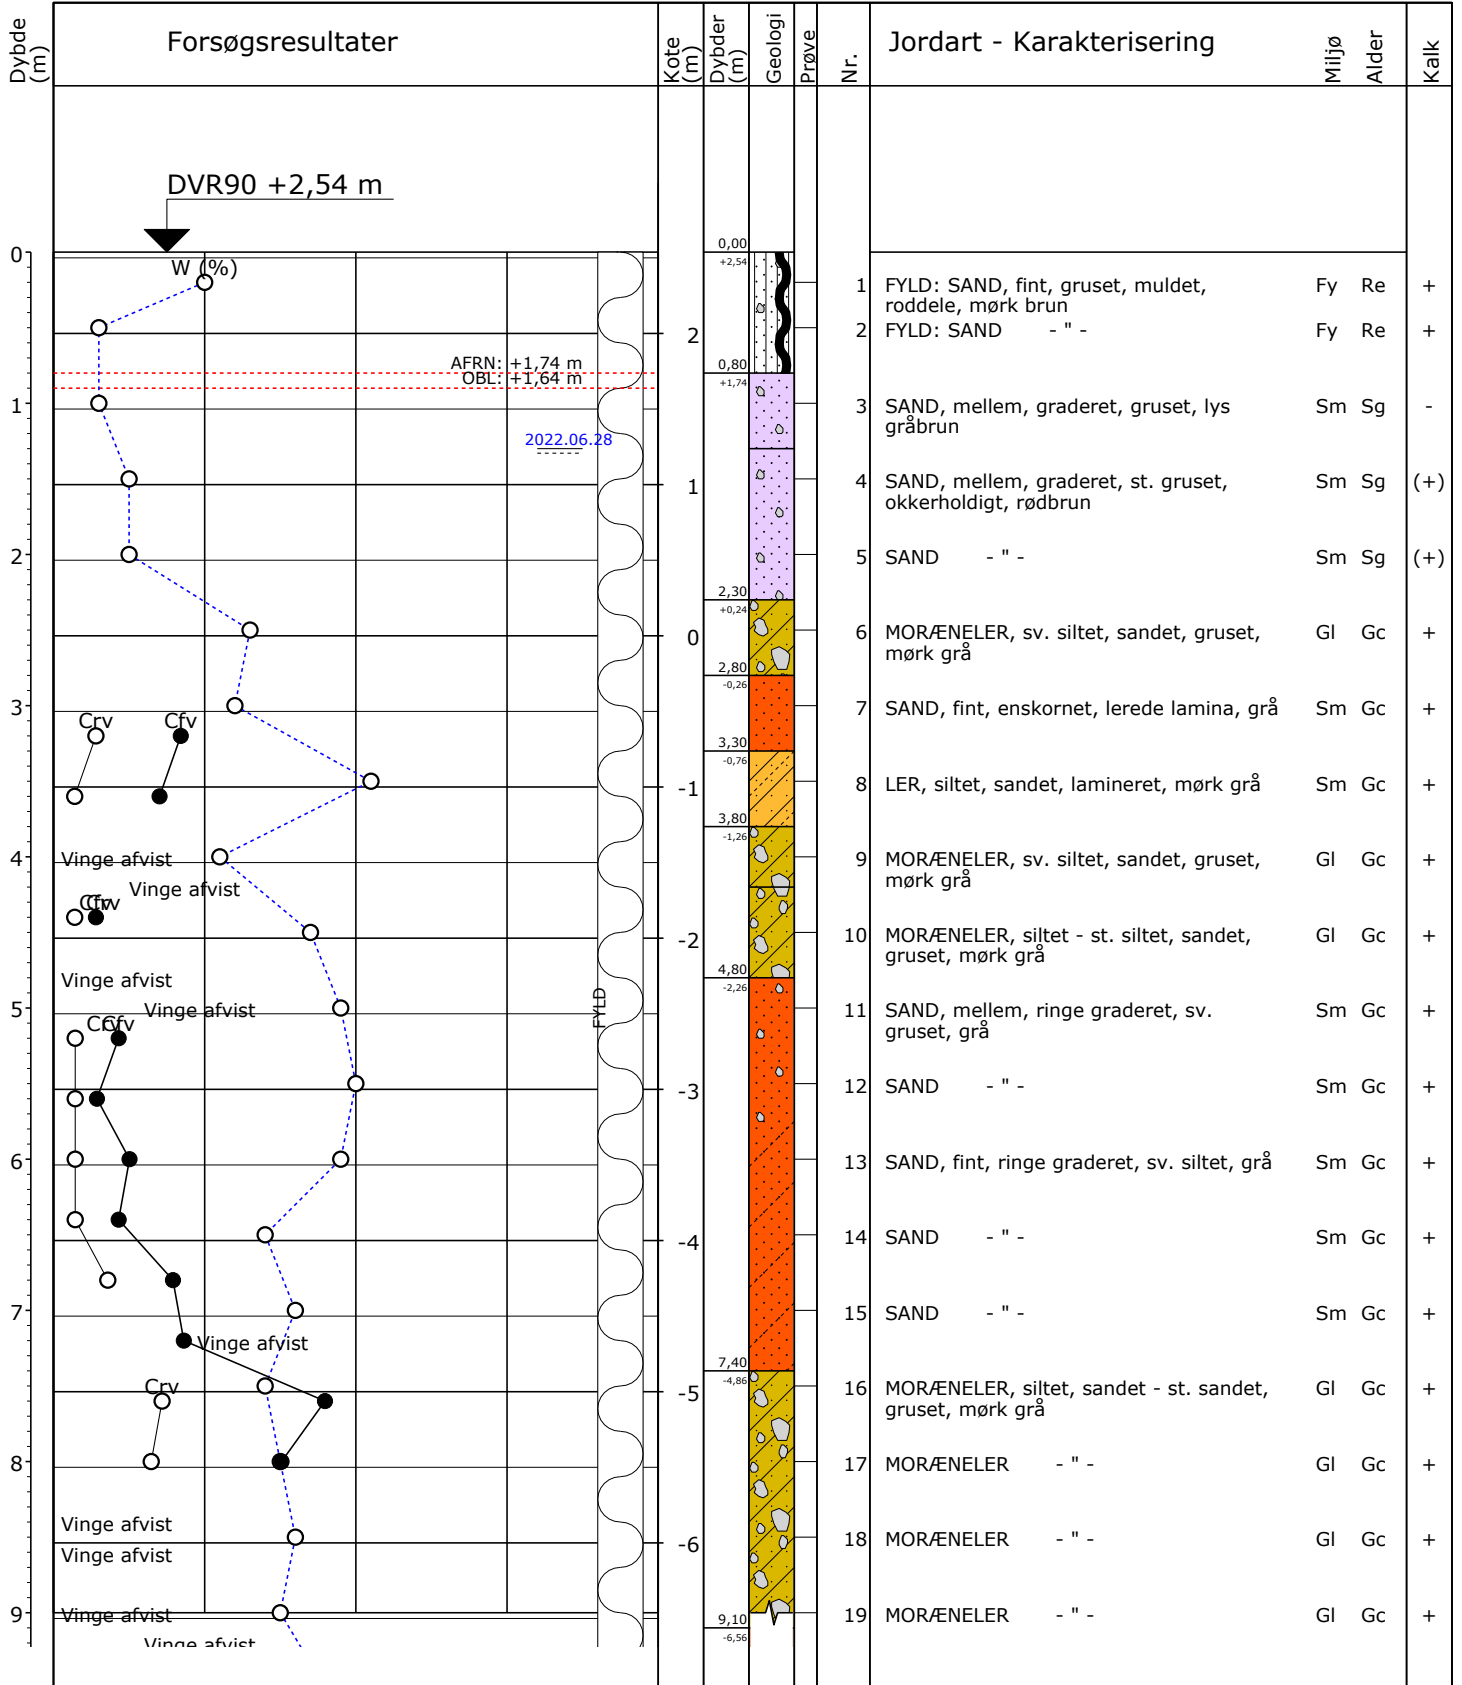 Dybde (m)
Forsøgsresultater
Kote (m)
Dybder (m)
Geologi
Prøve
Nr.
Jordart - Karakterisering
Miljø
Alder
Kalk
DVR90 +2,54 m
0
W (%)
0,00
+2,54
1 FYLD: SAND, fint, gruset, muldet, Fy Re +
roddele, mørk brun
2
2 FYLD: SAND - " - Fy Re +
AFRN: +1,74 m
0,80
OBL: +1,64 m
+1,74
1
3 SAND, mellem, graderet, gruset, lys Sm Sg -
gråbrun
2022.06.28
1
4 SAND, mellem, graderet, st. gruset, Sm Sg (+)
okkerholdigt, rødbrun
2
5 SAND - " - Sm Sg (+)
2,30
+0,24
0
6 MORÆNELER, sv. siltet, sandet, gruset, Gl Gc +
mørk grå
2,80
-0,26
3
7 SAND, fint, enskornet, lerede lamina, grå Sm Gc +
Crv Cfv
3,30
-0,76
-1
8 LER, siltet, sandet, lamineret, mørk grå Sm Gc +
3,80
-1,26
4
Vinge afvist
9 MORÆNELER, sv. siltet, sandet, gruset, Gl Gc +
mørk grå
Vinge afvist
Crv Cfv
-2
10 MORÆNELER, siltet - st. siltet, sandet, Gl Gc +
gruset, mørk grå
4,80
Vinge afvist
-2,26
5
Vinge afvist
FYLD
11 SAND, mellem, ringe graderet, sv. Sm Gc +
gruset, grå
Crv Cfv
-3
12 SAND - " - Sm Gc +
6
13 SAND, fint, ringe graderet, sv. siltet, grå Sm Gc +
-4
14 SAND - " - Sm Gc +
7
15 SAND - " - Sm Gc +
Vinge afvist
7,40
-4,86
Crv
-5
16 MORÆNELER, siltet, sandet - st. sandet, Gl Gc +
gruset, mørk grå
8
17 MORÆNELER - " - Gl Gc +
Vinge afvist
-6
18 MORÆNELER - " - Gl Gc +
Vinge afvist
9
Vinge afvist
9,10
19 MORÆNELER - " - Gl Gc +
-6,56
Vinge afvist